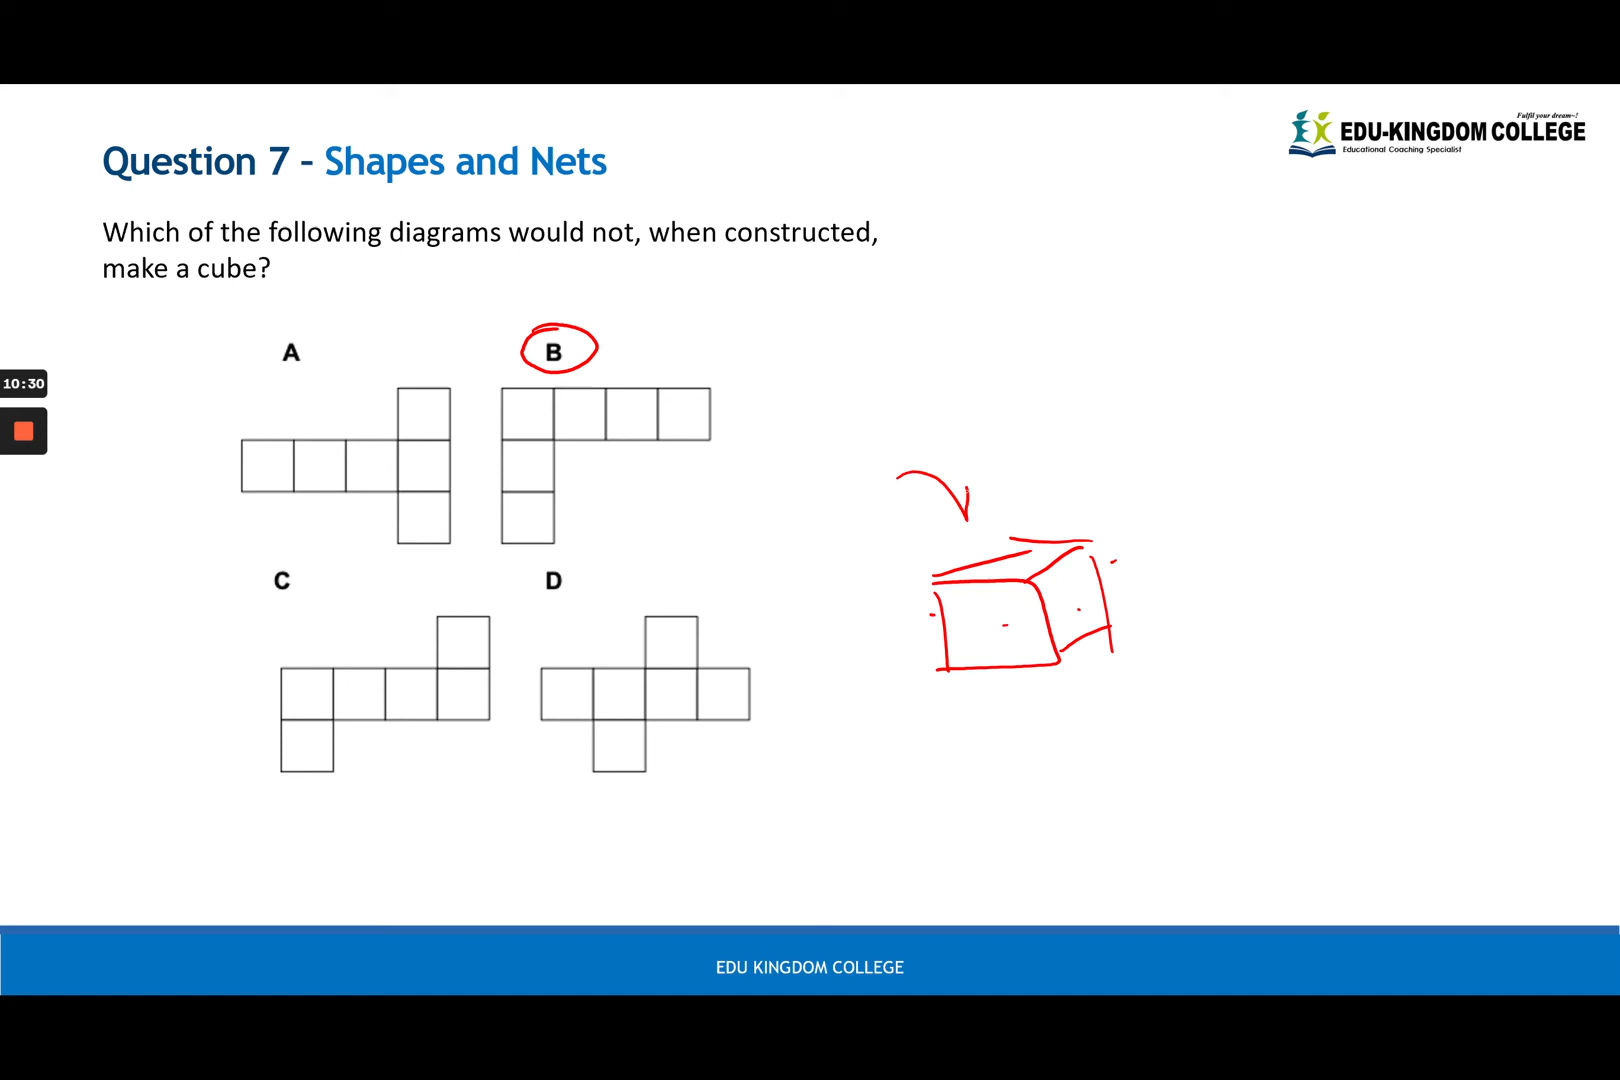 Fulfil your dream~!
EDU-KINGDOM COLLEGE
Educational Coaching Specialist
Question 7 - Shapes and Nets
Which of the following diagrams would not, when constructed,
make a cube?
A
B
10:30
C
D
EDU KINGDOM COLLEGE